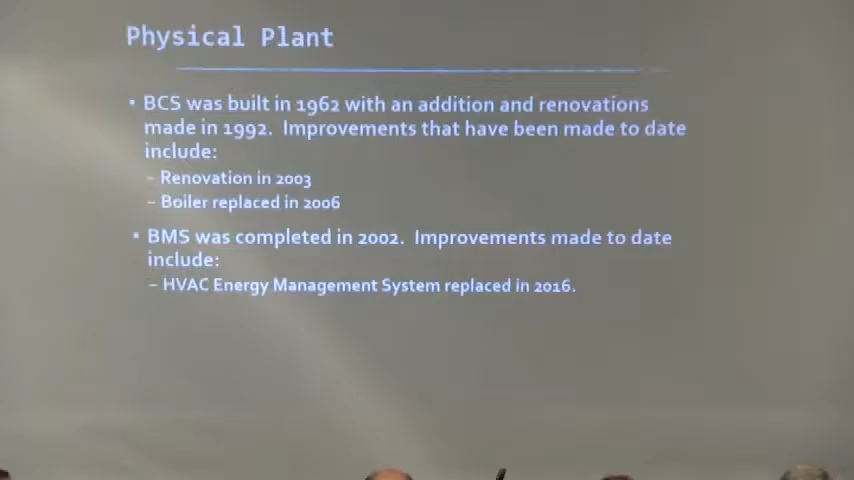 Physical Plant
▪ BCS was built in 1962 with an addition and renovations
made in 1992. Improvements that have been made to date
include:
– Renovation in 2003
– Boiler replaced in 2006
▪ BMS was completed in 2002. Improvements made to date
include:
– HVAC Energy Management System replaced in 2016.